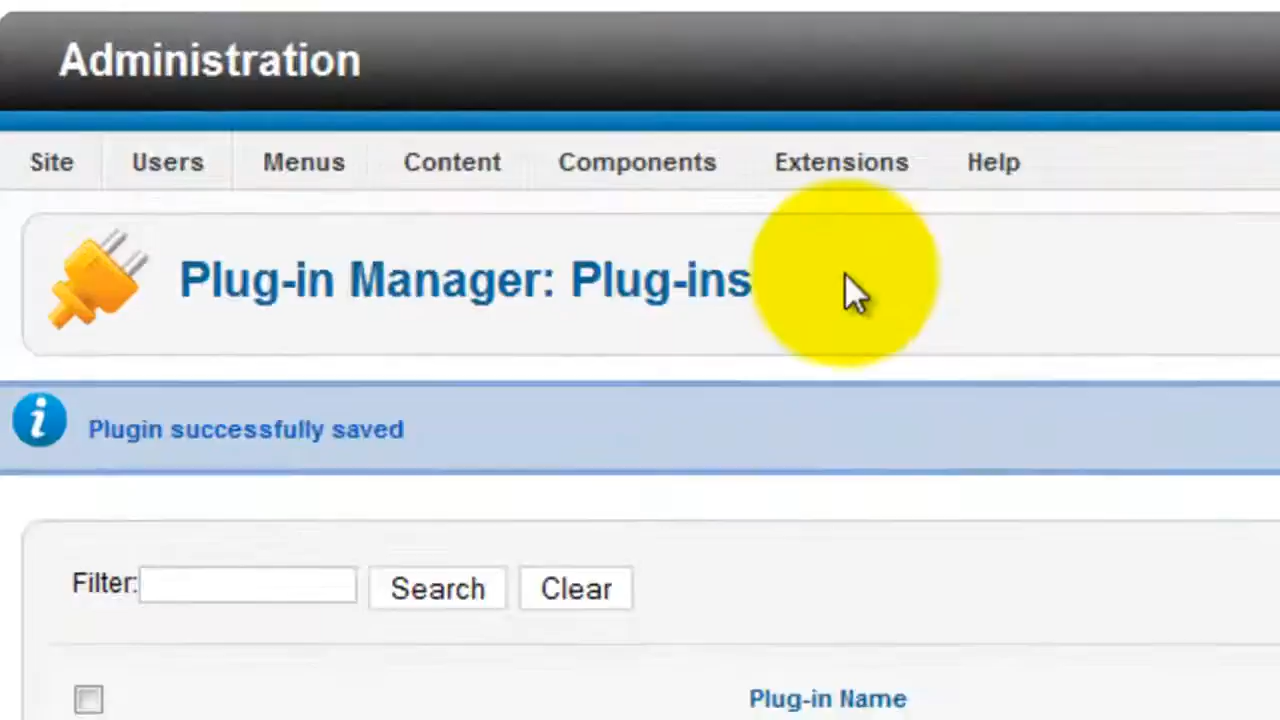 Administration
Site Users Menus Content Components Extensions Help
Plug-in Manager: Plug-ins
i Plugin successfully saved
Filter: Search Clear
Plug-in Name